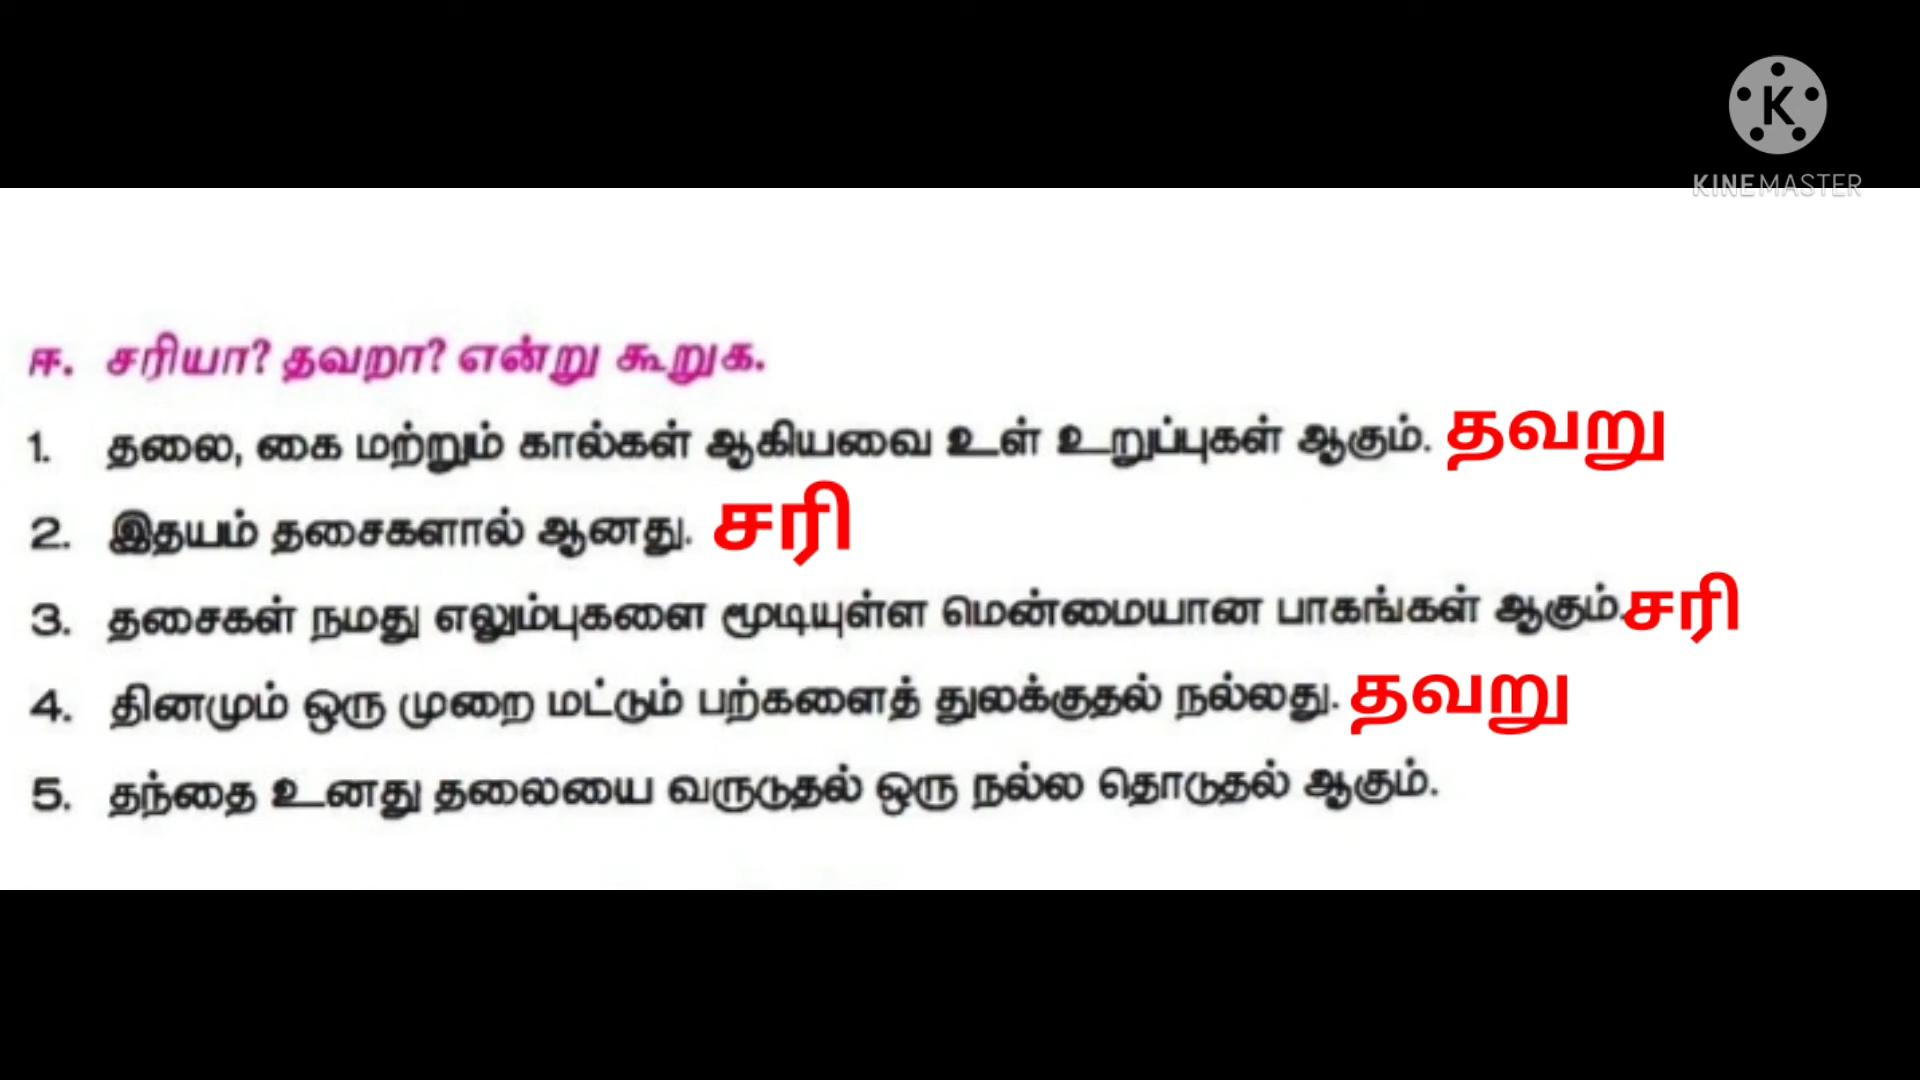 KINEMASTER
ஈ. சரியா? தவறா? என்று கூறுக.
1. தலை, கை மற்றும் கால்கள் ஆகியவை உள் உறுப்புகள் ஆகும். தவறு
2. இதயம் தசைகளால் ஆனது. சரி
3. தசைகள் நமது எலும்புகளை மூடியுள்ள மென்மையான பாகங்கள் ஆகும். சரி
4. தினமும் ஒரு முறை மட்டும் பற்களைத் துலக்குதல் நல்லது. தவறு
5. தந்தை உனது தலையை வருடுதல் ஒரு நல்ல தொடுதல் ஆகும்.